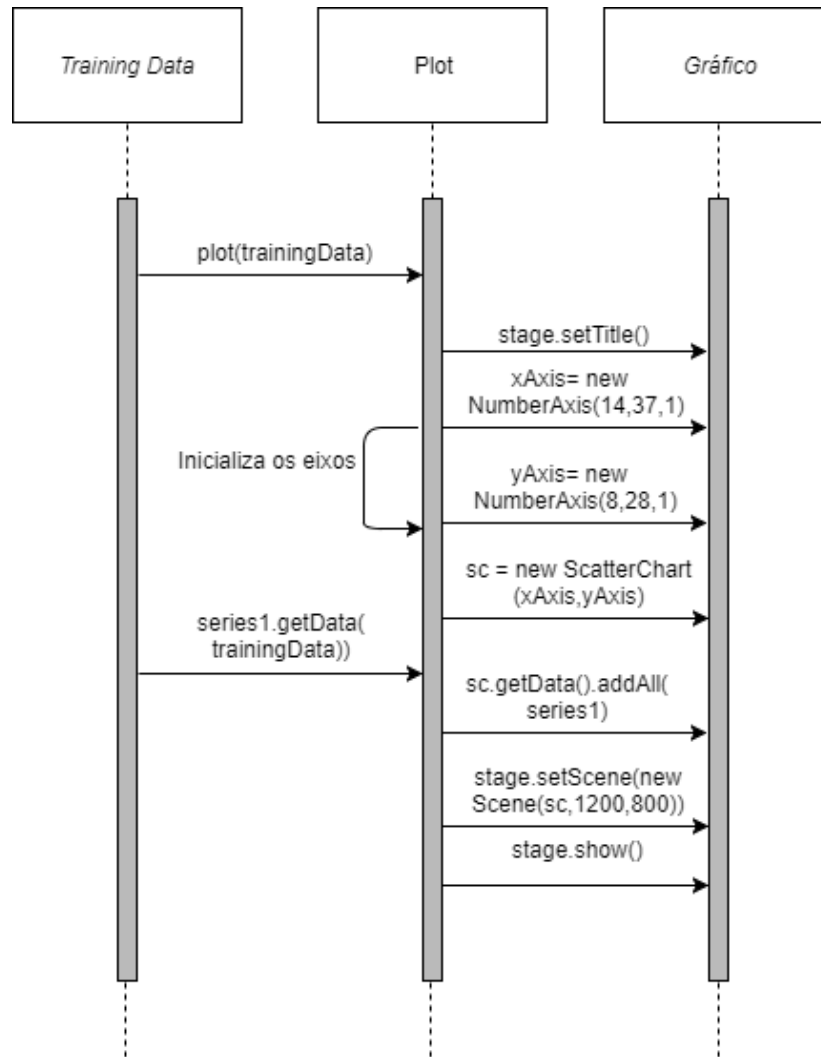 Training Data
Plot
Gráfico
plot(trainingData)
stage.setTitle()
xAxis= new
NumberAxis(14,37,1)
Inicializa os eixos
yAxis= new
NumberAxis(8,28,1)
sc = new ScatterChart
(xAxis,yAxis)
series1.getData(
trainingData))
sc.getData().addAll(
series1)
stage.setScene(new
Scene(sc,1200,800))
stage.show()